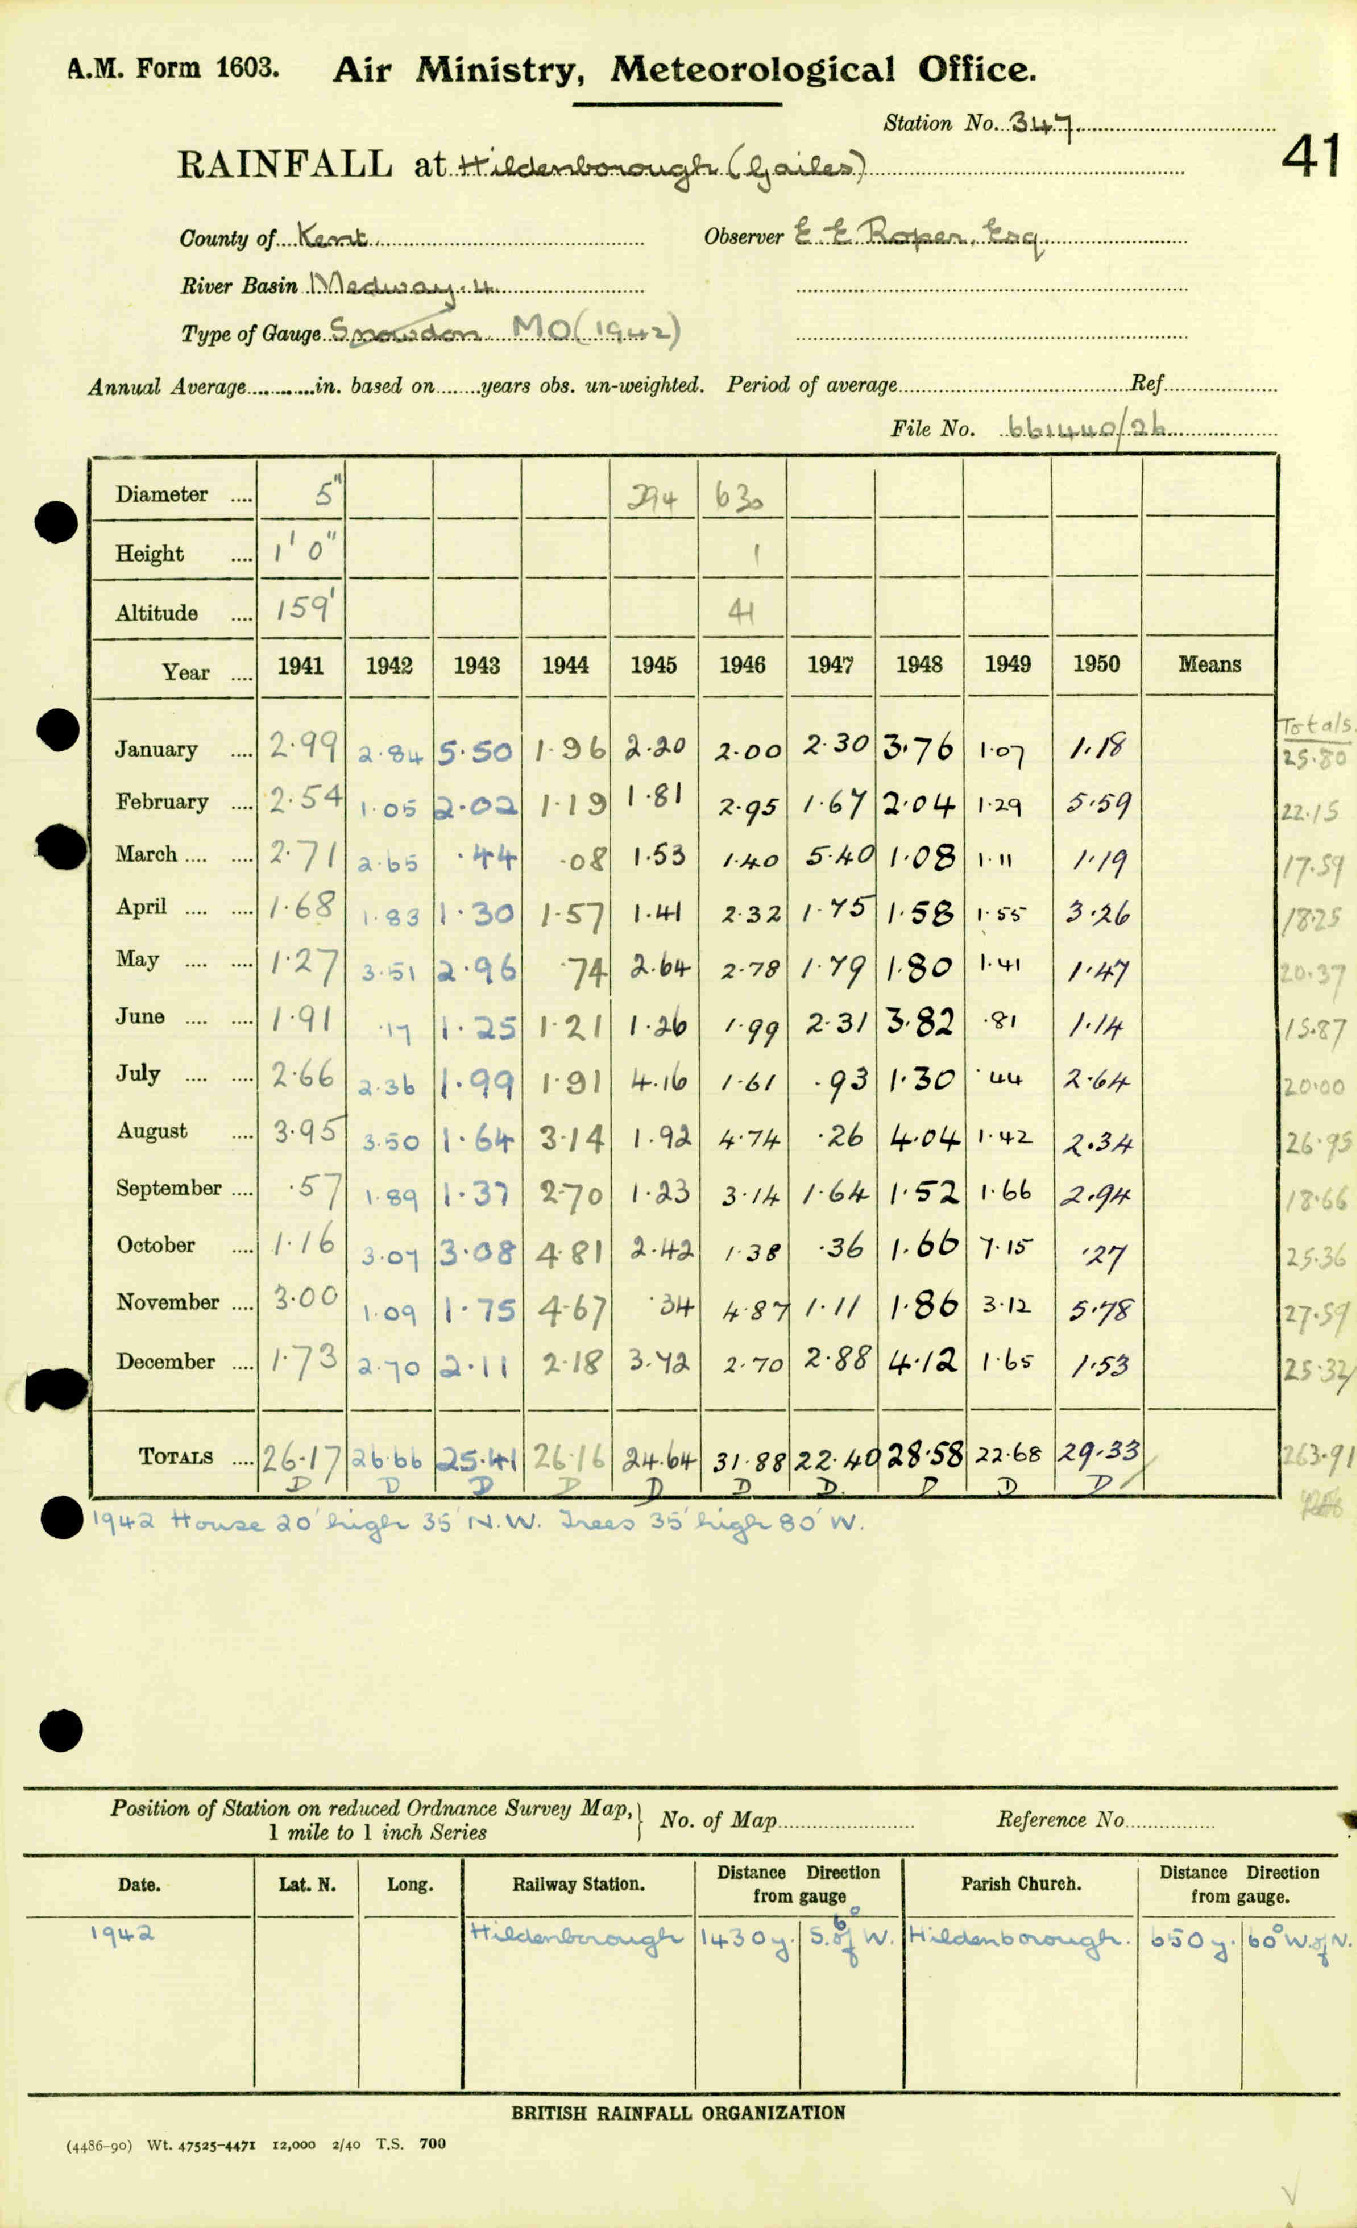 A.M. Form 1603. Air Ministry, Meteorological Office.
Station No. 347
41
RAINFALL at Hildenborough (Gailes)
County of Kent Observer E. E Roper, Esq
River Basin Medway.4
Type of Gauge Snowdon MO(1942)
Annual Average in. based on years obs. un-weighted. Period of average Ref
File No. 661440/26
Diameter .... 5" 294 630
Height .... 1' 0" 1
Altitude .... 159' 41
Year .... 1941 1942 1943 1944 1945 1946 1947 1948 1949 1950 Means
Totals.
January .... 2.99 2.84 5.50 1.96 2.20 2.00 2.30 3.76 1.07 1.18 25.80
February .... 2.54 1.05 2.02 1.19 1.81 2.95 1.67 2.04 1.29 5.59 22.15
March .... .... 2.71 2.65 .44 .08 1.53 1.40 5.40 1.08 1.11 1.19 17.59
April .... .... 1.68 1.83 1.30 1.57 1.41 2.32 1.75 1.58 1.55 3.26 18.25
May .... .... 1.27 3.51 2.96 .74 2.64 2.78 1.79 1.80 1.41 1.47 20.37
June .... .... 1.91 .17 1.25 1.21 1.26 1.99 2.31 3.82 .81 1.14 15.87
July .... .... 2.66 2.36 1.99 1.91 4.16 1.61 .93 1.30 .44 2.64 20.00
August .... 3.95 3.50 1.64 3.14 1.92 4.74 .26 4.04 1.42 2.34 26.95
September .... .57 1.89 1.37 2.70 1.23 3.14 1.64 1.52 1.66 2.94 18.66
October .... 1.16 3.07 3.08 4.81 2.42 1.38 .36 1.66 7.15 .27 25.36
November .... 3.00 1.09 1.75 4.67 .34 4.87 1.11 1.86 3.12 5.78 27.59
December .... 1.73 2.70 2.11 2.18 3.72 2.70 2.88 4.12 1.65 1.53 25.32
TOTALS .... 26.17 26.66 25.41 26.16 24.64 31.88 22.40 28.58 22.68 29.33 263.91
D D D D D D D D D D
1942 House 20' high 35' N.W. Trees 35' high 80' W.
Position of Station on reduced Ordnance Survey Map, No. of Map Reference No
1 mile to 1 inch Series
Date. Lat. N. Long. Railway Station. Distance Direction from gauge Parish Church. Distance Direction from gauge.
1942 Hildenborough 1430y. S. 6° of W. Hildenborough. 650y. 60° W. of N.
BRITISH RAINFALL ORGANIZATION
(4486-90) Wt. 47525-4471 12,000 2/40 T.S. 700